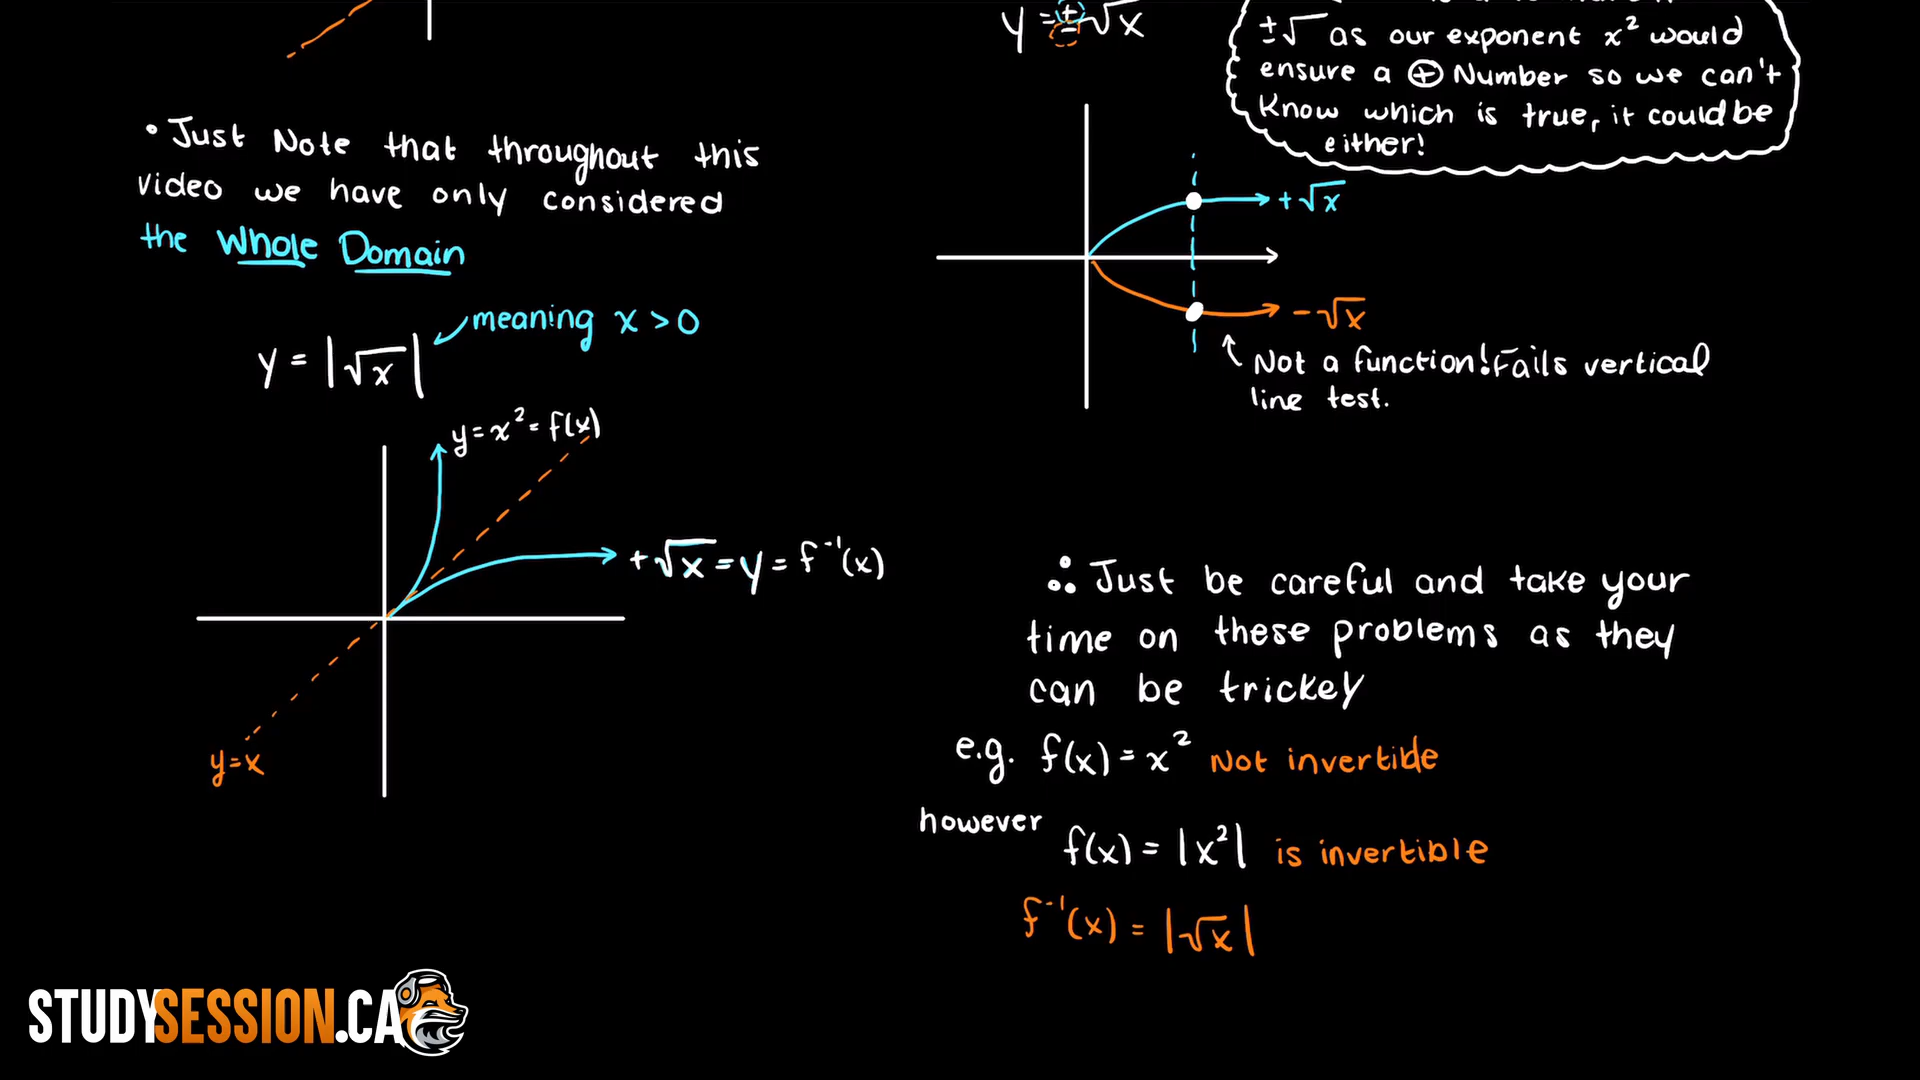 • Just Note that throughout this
video we have only considered
the Whole Domain
meaning x > 0
y = |√x|
y = x² = f(x)
+√x = y = f⁻¹(x)
y=x
y = ±√x
±√ as our exponent x² would
ensure a ⊕ Number so we can't
Know which is true, it could be
either!
+√x
-√x
Not a function! Fails vertical
line test.
∴ Just be careful and take your
time on these problems as they
can be trickey
e.g. f(x) = x² Not invertible
however f(x) = |x²| is invertible
f⁻¹(x) = |√x|
STUDYSESSION.CA